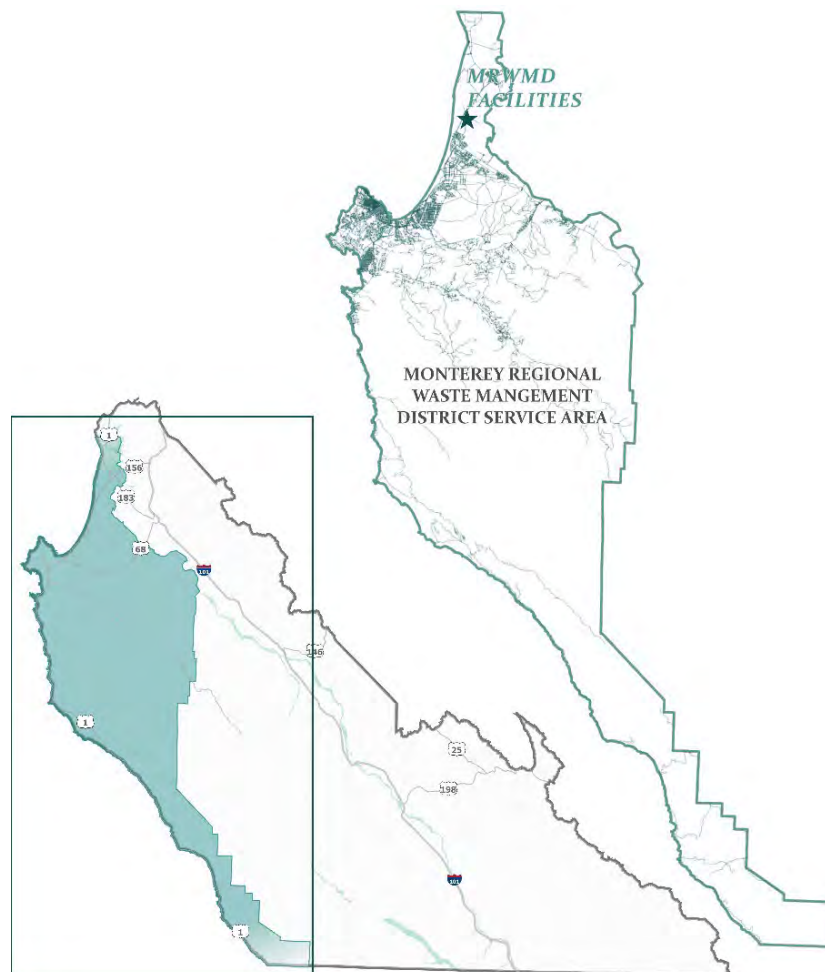 MRWMD
FACILITIES
MONTEREY REGIONAL
WASTE MANGEMENT
DISTRICT SERVICE AREA
1
156
183
68
101
146
1
25
198
101
1